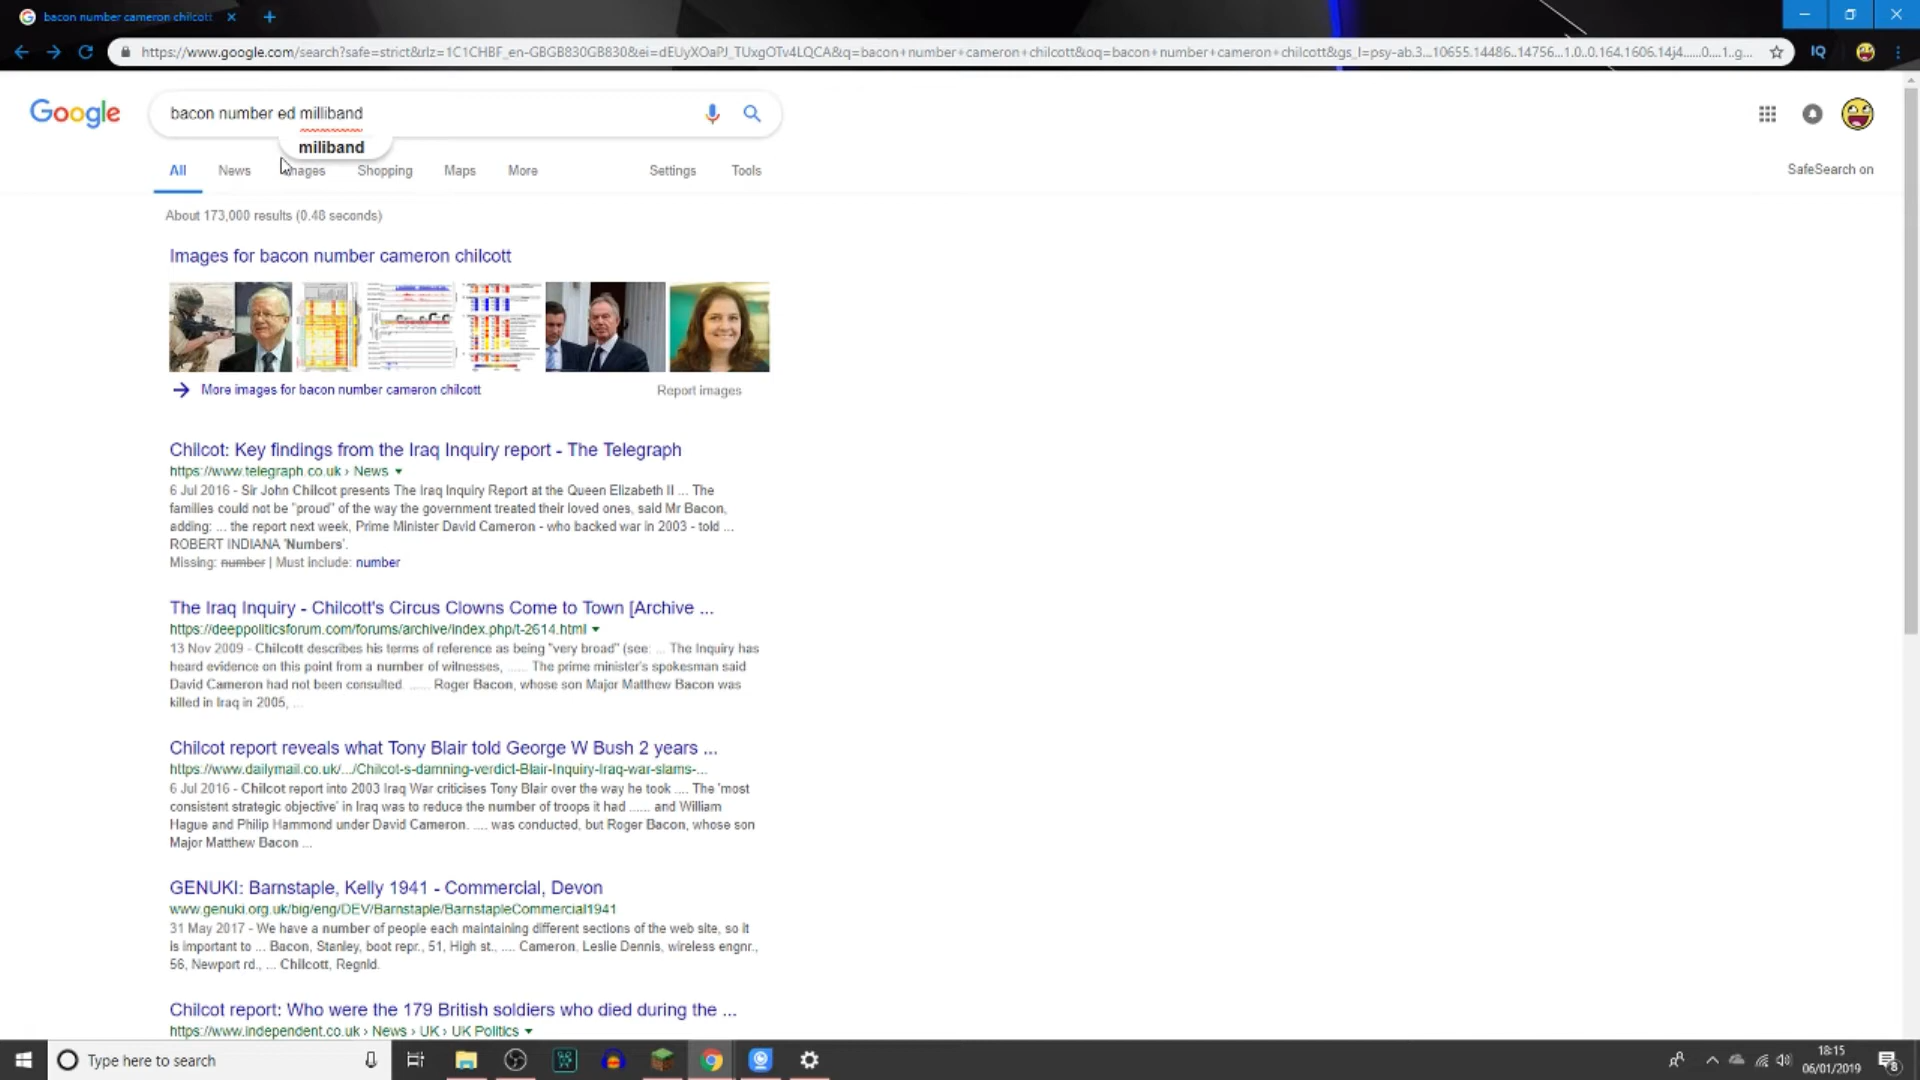 bacon number cameron chilcott
https://www.google.com/search?safe=strict&rlz=1C1CHBF_en-GBGB830GB830&ei=dEUyXOaPJ_TUxgOTv4LQCA&q=bacon+number+cameron+chilcott&oq=bacon+number+cameron+chilcott&gs_l=psy-ab.3...10655.14486..14756...1.0..0.164.1606.14j4......0....1..g...
Google
bacon number ed milliband
miliband
All News Images Shopping Maps More Settings Tools
SafeSearch on
About 173,000 results (0.48 seconds)
Images for bacon number cameron chilcott
More images for bacon number cameron chilcott
Report images
Chilcot: Key findings from the Iraq Inquiry report - The Telegraph
https://www.telegraph.co.uk › News
6 Jul 2016 - Sir John Chilcot presents The Iraq Inquiry Report at the Queen Elizabeth II ... The
families could not be "proud" of the way the government treated their loved ones, said Mr Bacon,
adding: ... the report next week, Prime Minister David Cameron - who backed war in 2003 - told ...
ROBERT INDIANA 'Numbers'.
Missing: number | Must include: number
The Iraq Inquiry - Chilcott's Circus Clowns Come to Town [Archive ...
https://deeppoliticsforum.com/forums/archive/index.php/t-2614.html
13 Nov 2009 - Chilcott describes his terms of reference as being "very broad" (see: ... The Inquiry has
heard evidence on this point from a number of witnesses, ...... The prime minister's spokesman said
David Cameron had not been consulted. ...... Roger Bacon, whose son Major Matthew Bacon was
killed in Iraq in 2005, ...
Chilcot report reveals what Tony Blair told George W Bush 2 years ...
https://www.dailymail.co.uk/.../Chilcot-s-damning-verdict-Blair-Inquiry-Iraq-war-slams-...
6 Jul 2016 - Chilcot report into 2003 Iraq War criticises Tony Blair over the way he took .... The 'most
consistent strategic objective' in Iraq was to reduce the number of troops it had ...... and William
Hague and Philip Hammond under David Cameron. .... was conducted, but Roger Bacon, whose son
Major Matthew Bacon ...
GENUKI: Barnstaple, Kelly 1941 - Commercial, Devon
www.genuki.org.uk/big/eng/DEV/Barnstaple/BarnstapleCommercial1941
31 May 2017 - We have a number of people each maintaining different sections of the web site, so it
is important to ... Bacon, Stanley, boot repr., 51, High st., .... Cameron, Leslie Dennis, wireless engnr.,
56, Newport rd., ... Chilcott, Regnld.
Chilcot report: Who were the 179 British soldiers who died during the ...
https://www.independent.co.uk › News › UK › UK Politics
Type here to search
18:15
06/01/2019
8